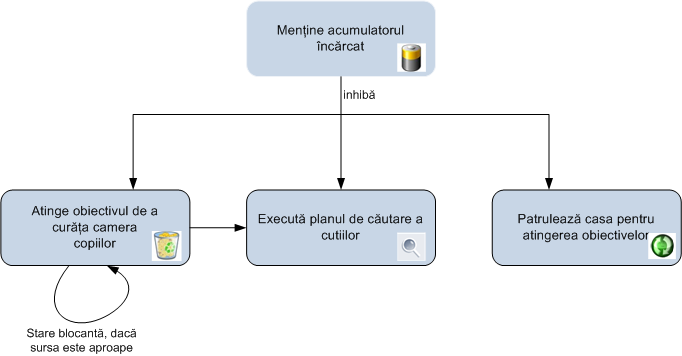 Menține acumulatorul
încărcat
inhibă
Atinge obiectivul de a
curăța camera
copiilor
Execută planul de căutare a
cutiilor
Patrulează casa pentru
atingerea obiectivelor
Stare blocantă, dacă
sursa este aproape